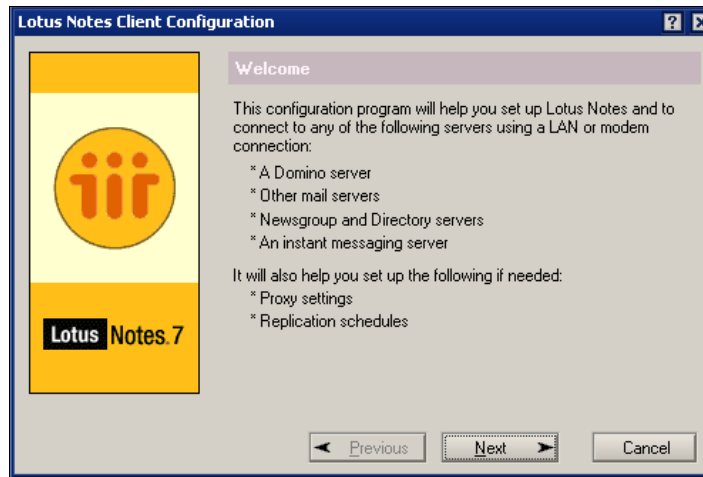 Lotus Notes Client Configuration
Welcome
This configuration program will help you set up Lotus Notes and to
connect to any of the following servers using a LAN or modem
connection:
* A Domino server
* Other mail servers
* Newsgroup and Directory servers
* An instant messaging server
It will also help you set up the following if needed:
* Proxy settings
* Replication schedules
Lotus Notes.7
Previous Next Cancel